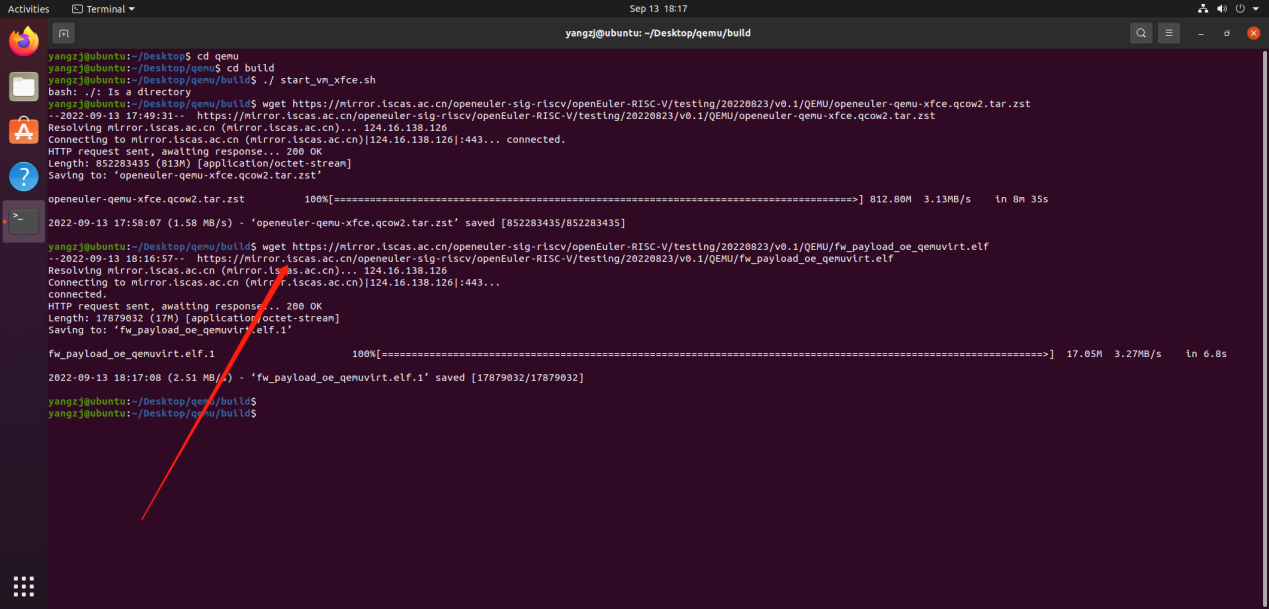 Activities Terminal Sep 13 18:17
yangzj@ubuntu: ~/Desktop/qemu/build
yangzj@ubuntu:~/Desktop$ cd qemu
yangzj@ubuntu:~/Desktop/qemu$ cd build
yangzj@ubuntu:~/Desktop/qemu/build$ ./ start_vm_xfce.sh
bash: ./: Is a directory
yangzj@ubuntu:~/Desktop/qemu/build$ wget https://mirror.iscas.ac.cn/openeuler-sig-riscv/openEuler-RISC-V/testing/20220823/v0.1/QEMU/openeuler-qemu-xfce.qcow2.tar.zst
--2022-09-13 17:49:31-- https://mirror.iscas.ac.cn/openeuler-sig-riscv/openEuler-RISC-V/testing/20220823/v0.1/QEMU/openeuler-qemu-xfce.qcow2.tar.zst
Resolving mirror.iscas.ac.cn (mirror.iscas.ac.cn)... 124.16.138.126
Connecting to mirror.iscas.ac.cn (mirror.iscas.ac.cn)|124.16.138.126|:443... connected.
HTTP request sent, awaiting response... 200 OK
Length: 852283435 (813M) [application/octet-stream]
Saving to: ‘openeuler-qemu-xfce.qcow2.tar.zst’
openeuler-qemu-xfce.qcow2.tar.zst 100%[=======================================================================================>] 812.80M 3.13MB/s in 8m 35s
2022-09-13 17:58:07 (1.58 MB/s) - ‘openeuler-qemu-xfce.qcow2.tar.zst’ saved [852283435/852283435]
yangzj@ubuntu:~/Desktop/qemu/build$ wget https://mirror.iscas.ac.cn/openeuler-sig-riscv/openEuler-RISC-V/testing/20220823/v0.1/QEMU/fw_payload_oe_qemuvirt.elf
--2022-09-13 18:16:57-- https://mirror.iscas.ac.cn/openeuler-sig-riscv/openEuler-RISC-V/testing/20220823/v0.1/QEMU/fw_payload_oe_qemuvirt.elf
Resolving mirror.iscas.ac.cn (mirror.iscas.ac.cn)... 124.16.138.126
Connecting to mirror.iscas.ac.cn (mirror.iscas.ac.cn)|124.16.138.126|:443...
connected.
HTTP request sent, awaiting response... 200 OK
Length: 17879032 (17M) [application/octet-stream]
Saving to: ‘fw_payload_oe_qemuvirt.elf.1’
fw_payload_oe_qemuvirt.elf.1 100%[===============================================================================================================>] 17.05M 3.27MB/s in 6.8s
2022-09-13 18:17:08 (2.51 MB/s) - ‘fw_payload_oe_qemuvirt.elf.1’ saved [17879032/17879032]
yangzj@ubuntu:~/Desktop/qemu/build$
yangzj@ubuntu:~/Desktop/qemu/build$